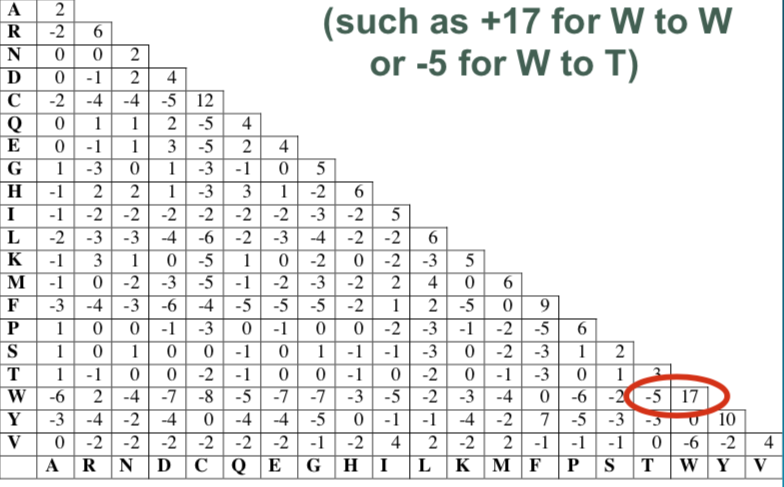 (such as +17 for W to W
or -5 for W to T)
A 2
R -2 6
N 0 0 2
D 0 -1 2 4
C -2 -4 -4 -5 12
Q 0 1 1 2 -5 4
E 0 -1 1 3 -5 2 4
G 1 -3 0 1 -3 -1 0 5
H -1 2 2 1 -3 3 1 -2 6
I -1 -2 -2 -2 -2 -2 -2 -3 -2 5
L -2 -3 -3 -4 -6 -2 -3 -4 -2 -2 6
K -1 3 1 0 -5 1 0 -2 0 -2 -3 5
M -1 0 -2 -3 -5 -1 -2 -3 -2 2 4 0 6
F -3 -4 -3 -6 -4 -5 -5 -5 -2 1 2 -5 0 9
P 1 0 0 -1 -3 0 -1 0 0 -2 -3 -1 -2 -5 6
S 1 0 1 0 0 -1 0 1 -1 -1 -3 0 -2 -3 1 2
T 1 -1 0 0 -2 -1 0 0 -1 0 -2 0 -1 -3 0 1 3
W -6 2 -4 -7 -8 -5 -7 -7 -3 -5 -2 -3 -4 0 -6 -2 -5 17
Y -3 -4 -2 -4 0 -4 -4 -5 0 -1 -1 -4 -2 7 -5 -3 -3 0 10
V 0 -2 -2 -2 -2 -2 -2 -1 -2 4 2 -2 2 -1 -1 -1 0 -6 -2 4
A R N D C Q E G H I L K M F P S T W Y V